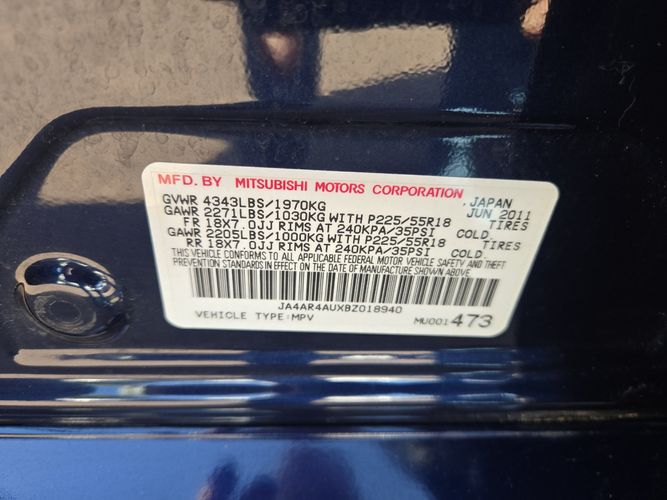 MFD. BY MITSUBISHI MOTORS CORPORATION, JAPAN
GVWR 4343LBS/1970KG JUN 2011
GAWR 2271LBS/1030KG WITH P225/55R18 TIRES
FR 18X7.0JJ RIMS AT 240KPA/35PSI COLD.
GAWR 2205LBS/1000KG WITH P225/55R18 TIRES
RR 18X7.0JJ RIMS AT 240KPA/35PSI COLD.
THIS VEHICLE CONFORMS TO ALL APPLICABLE FEDERAL MOTOR VEHICLE SAFETY AND THEFT
PREVENTION STANDARDS IN EFFECT ON THE DATE OF MANUFACTURE SHOWN ABOVE.
JA4AR4AUXBZ018940
VEHICLE TYPE:MPV MU001473